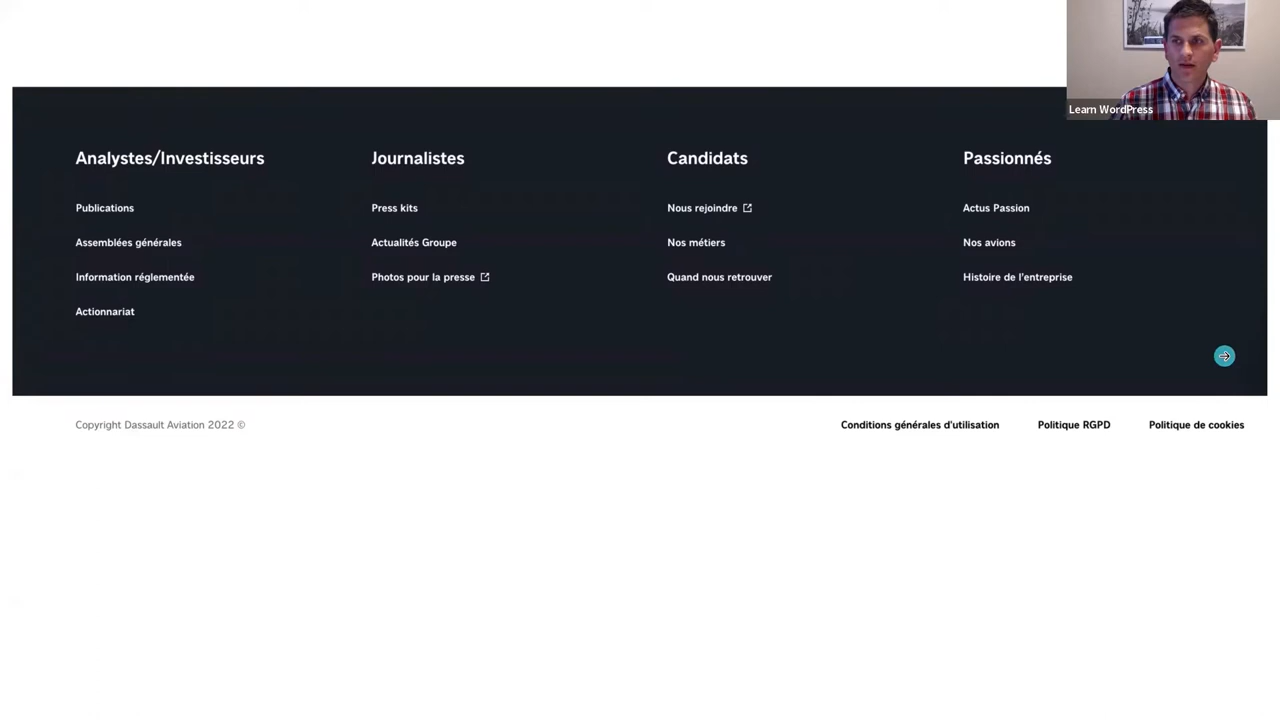 Learn WordPress
Analystes/Investisseurs
Publications
Assemblées générales
Information réglementée
Actionnariat
Journalistes
Press kits
Actualités Groupe
Photos pour la presse
Candidats
Nous rejoindre
Nos métiers
Quand nous retrouver
Passionnés
Actus Passion
Nos avions
Histoire de l'entreprise
Copyright Dassault Aviation 2022 ©
Conditions générales d'utilisation
Politique RGPD
Politique de cookies